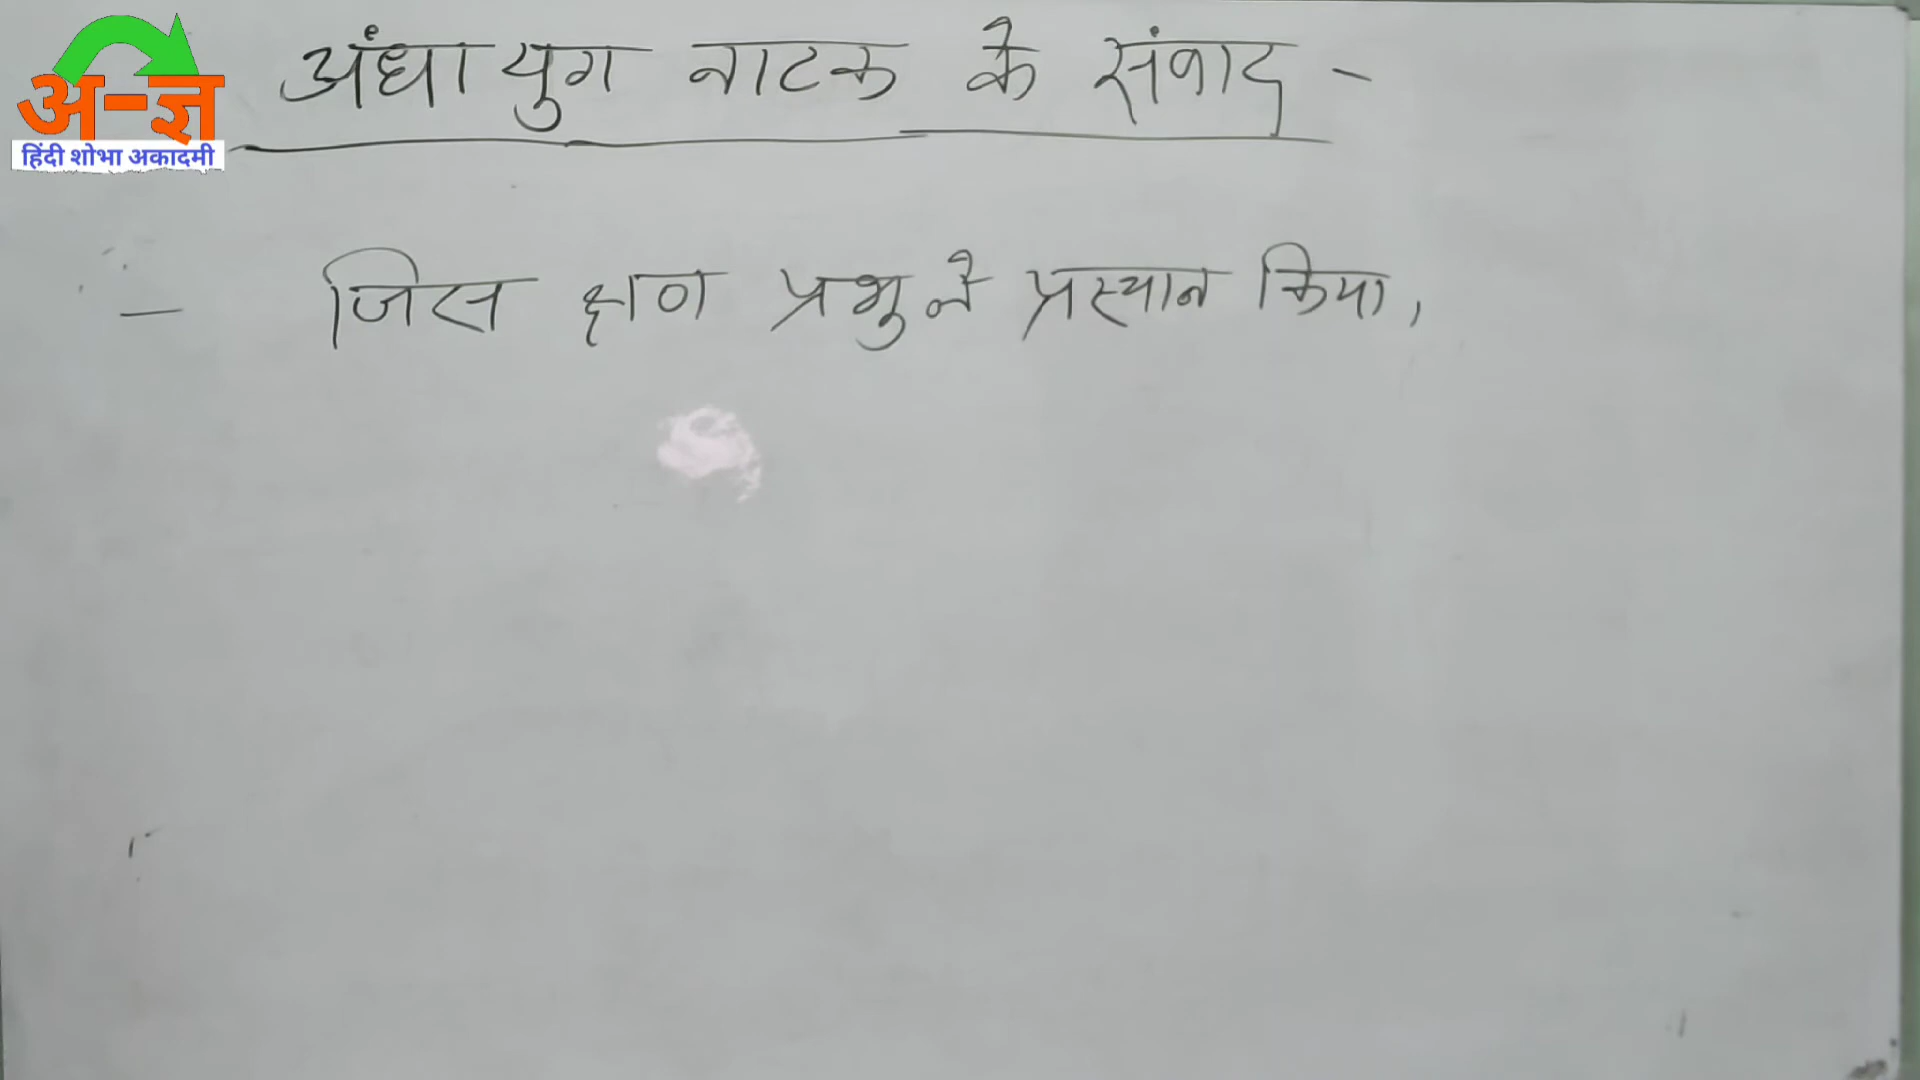 अंधा युग नाटक के संवाद -
अ-ज्ञ
हिंदी शोभा अकादमी
- जिस क्षण प्रभु ने प्रस्थान किया,